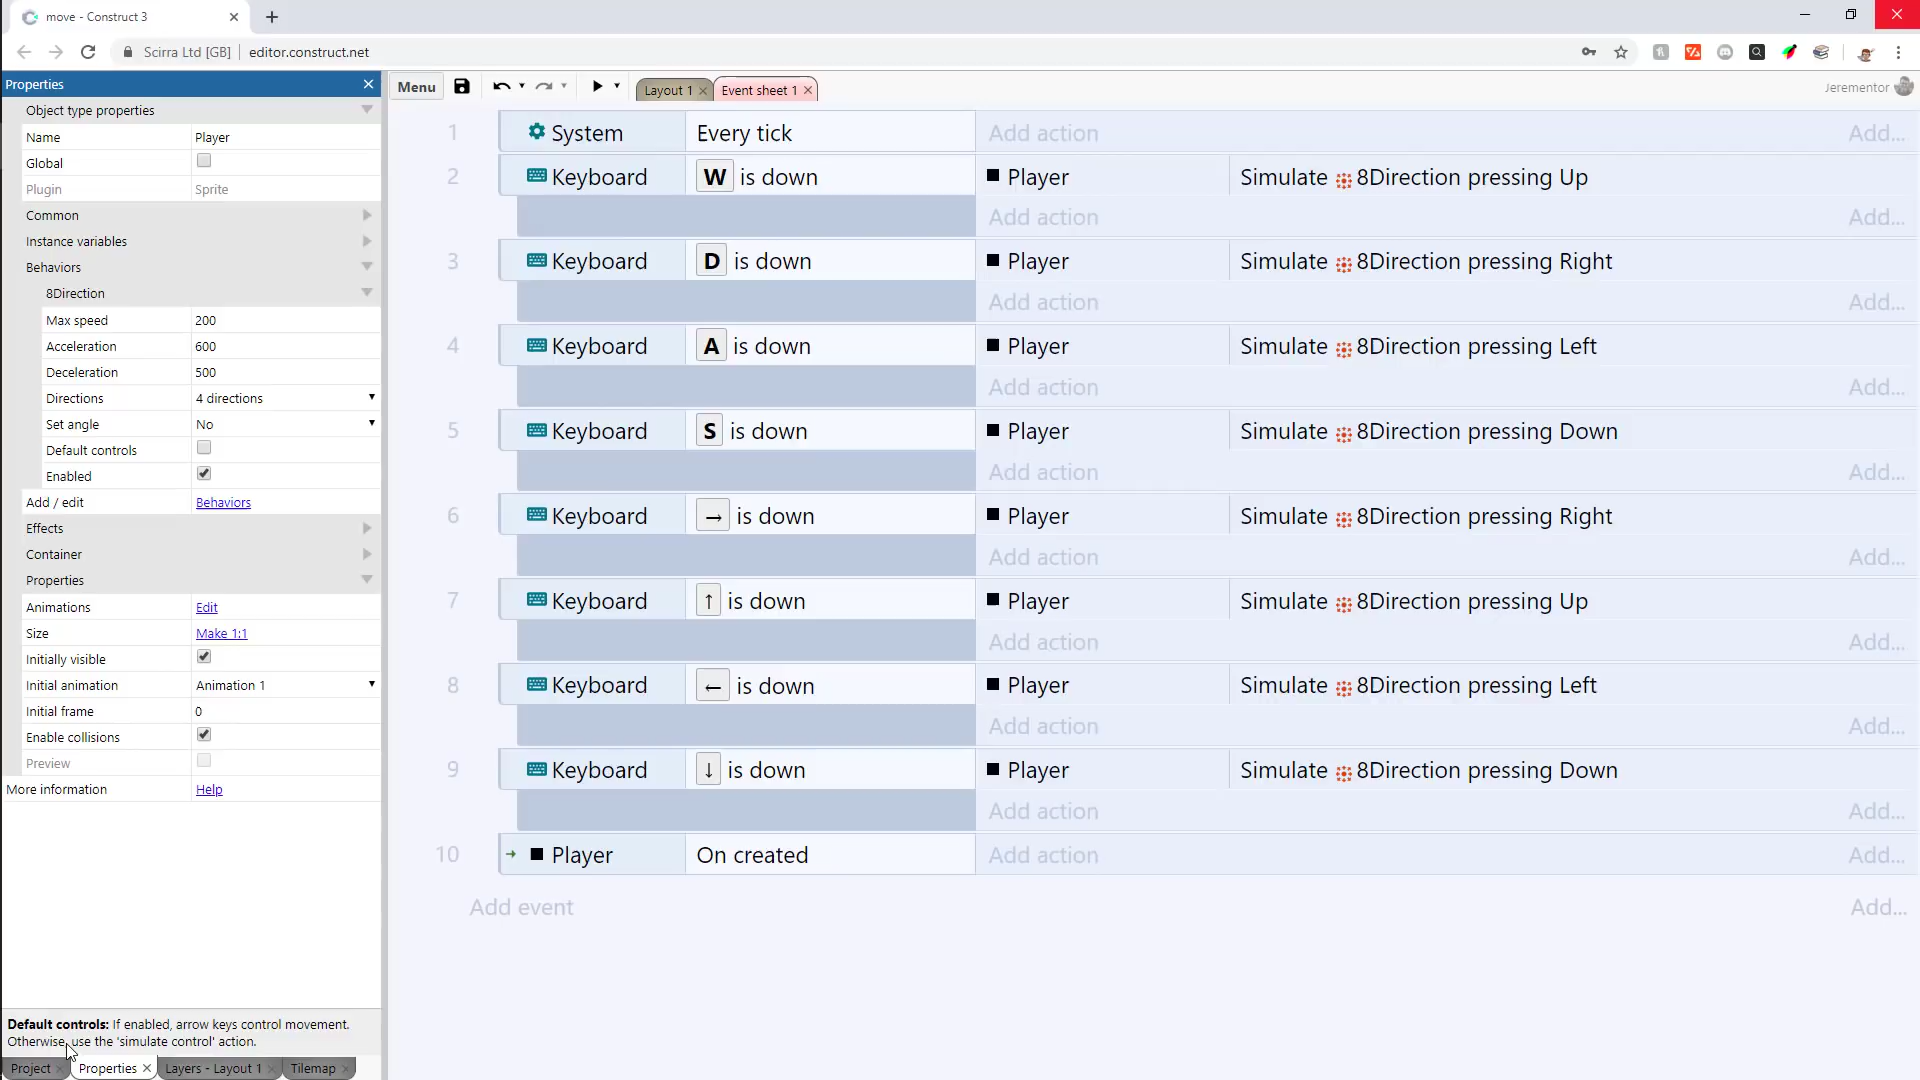 move - Construct 3
Scirra Ltd [GB] editor.construct.net
Properties
Menu
Layout 1
Event sheet 1
Jerementor
Object type properties
Name Player
Global
Plugin Sprite
Common
Instance variables
Behaviors
8Direction
Max speed 200
Acceleration 600
Deceleration 500
Directions 4 directions
Set angle No
Default controls
Enabled
Add / edit Behaviors
Effects
Container
Properties
Animations Edit
Size Make 1:1
Initially visible
Initial animation Animation 1
Initial frame 0
Enable collisions
Preview
More information Help
Default controls: If enabled, arrow keys control movement.
Otherwise, use the 'simulate control' action.
Project Properties Layers - Layout 1 Tilemap
1 System Every tick Add action Add...
2 Keyboard W is down Player Simulate 8Direction pressing Up
Add action Add...
3 Keyboard D is down Player Simulate 8Direction pressing Right
Add action Add...
4 Keyboard A is down Player Simulate 8Direction pressing Left
Add action Add...
5 Keyboard S is down Player Simulate 8Direction pressing Down
Add action Add...
6 Keyboard → is down Player Simulate 8Direction pressing Right
Add action Add...
7 Keyboard ↑ is down Player Simulate 8Direction pressing Up
Add action Add...
8 Keyboard ← is down Player Simulate 8Direction pressing Left
Add action Add...
9 Keyboard ↓ is down Player Simulate 8Direction pressing Down
Add action Add...
10 Player On created Add action Add...
Add event Add...